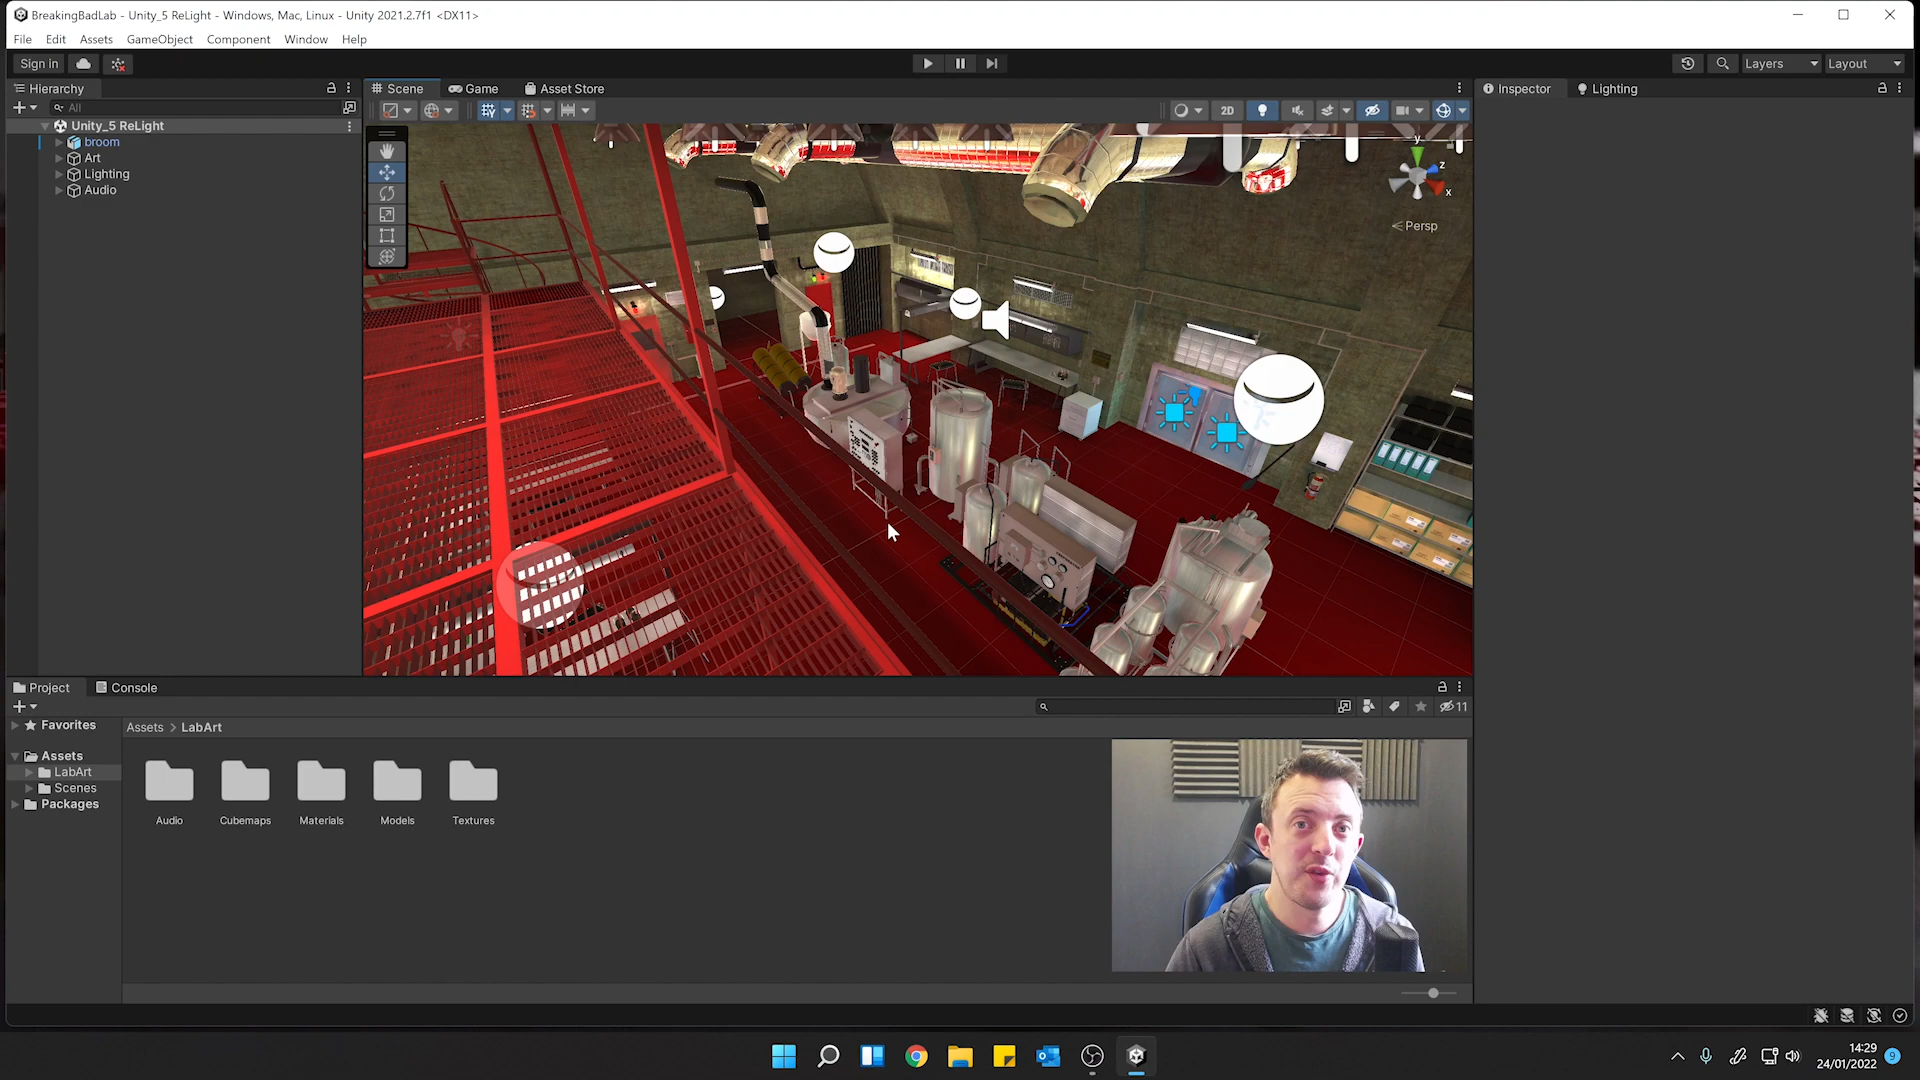 BreakingBadLab - Unity_5 ReLight - Windows, Mac, Linux - Unity 2021.2.7f1 <DX11>
File Edit Assets GameObject Component Window Help
Sign in
Layers
Layout
Hierarchy
All
Unity_5 ReLight
broom
Art
Lighting
Audio
Scene
Game
Asset Store
2D
y
z
x
Persp
Inspector
Lighting
Project
Console
11
Favorites
Assets
LabArt
Scenes
Packages
Assets > LabArt
Audio
Cubemaps
Materials
Models
Textures
14:29
24/01/2022
9